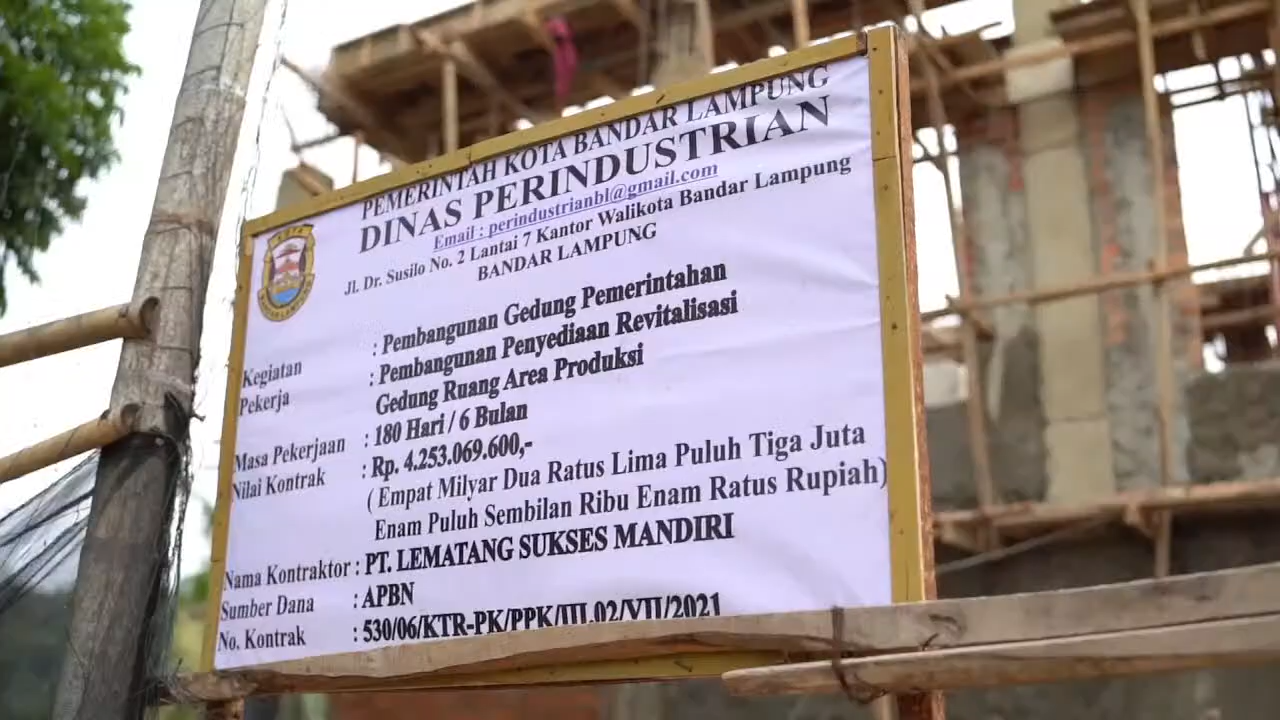 PEMERINTAH KOTA BANDAR LAMPUNG
DINAS PERINDUSTRIAN
Email : perindustrianbl@gmail.com
Jl. Dr. Susilo No. 2 Lantai 7 Kantor Walikota Bandar Lampung
BANDAR LAMPUNG
Kegiatan : Pembangunan Gedung Pemerintahan
Pekerja : Pembangunan Penyediaan Revitalisasi
Gedung Ruang Area Produksi
Masa Pekerjaan : 180 Hari / 6 Bulan
Nilai Kontrak : Rp. 4.253.069.600,-
( Empat Milyar Dua Ratus Lima Puluh Tiga Juta
Enam Puluh Sembilan Ribu Enam Ratus Rupiah)
Nama Kontraktor : PT. LEMATANG SUKSES MANDIRI
Sumber Dana : APBN
No. Kontrak : 530/06/KTR-PK/PPK/III.02/VII/2021